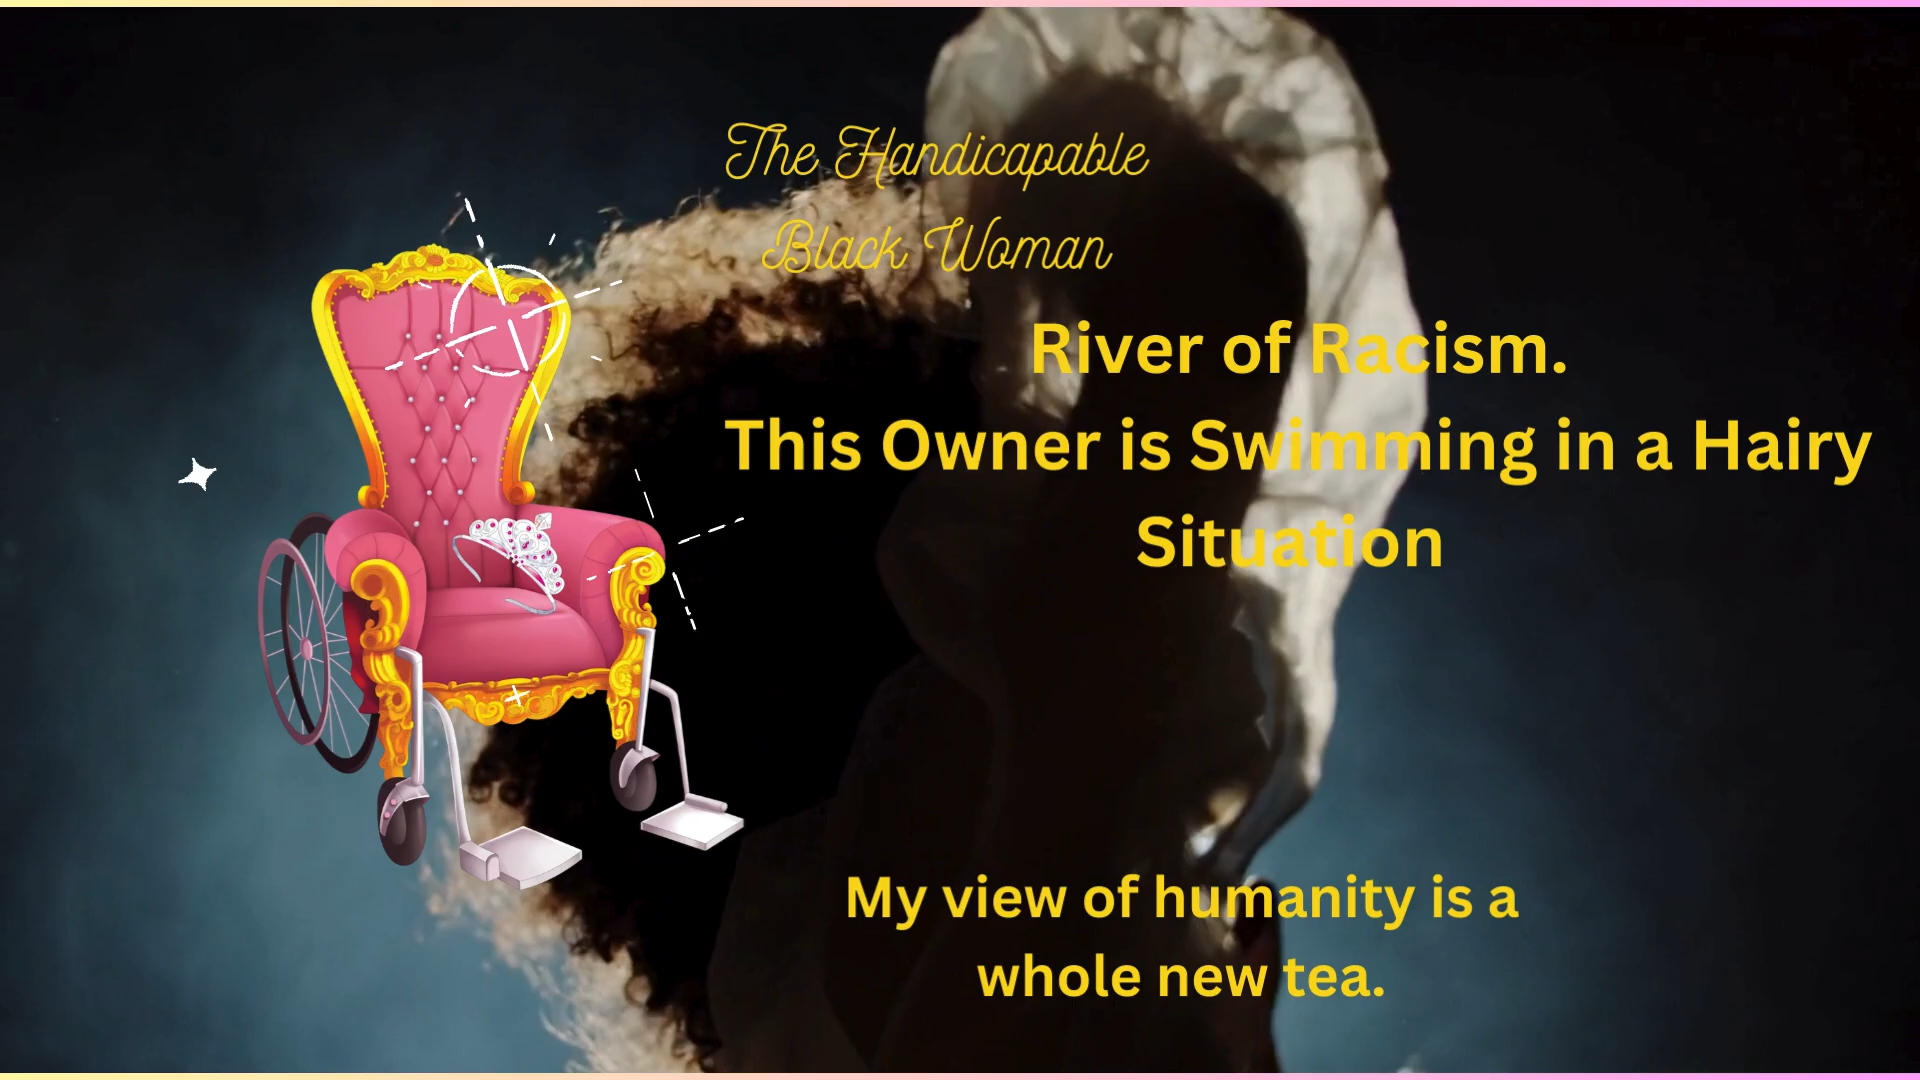 The Handicapable
Black Woman
River of Racism.
This Owner is Swimming in a Hairy
Situation
My view of humanity is a
whole new tea.